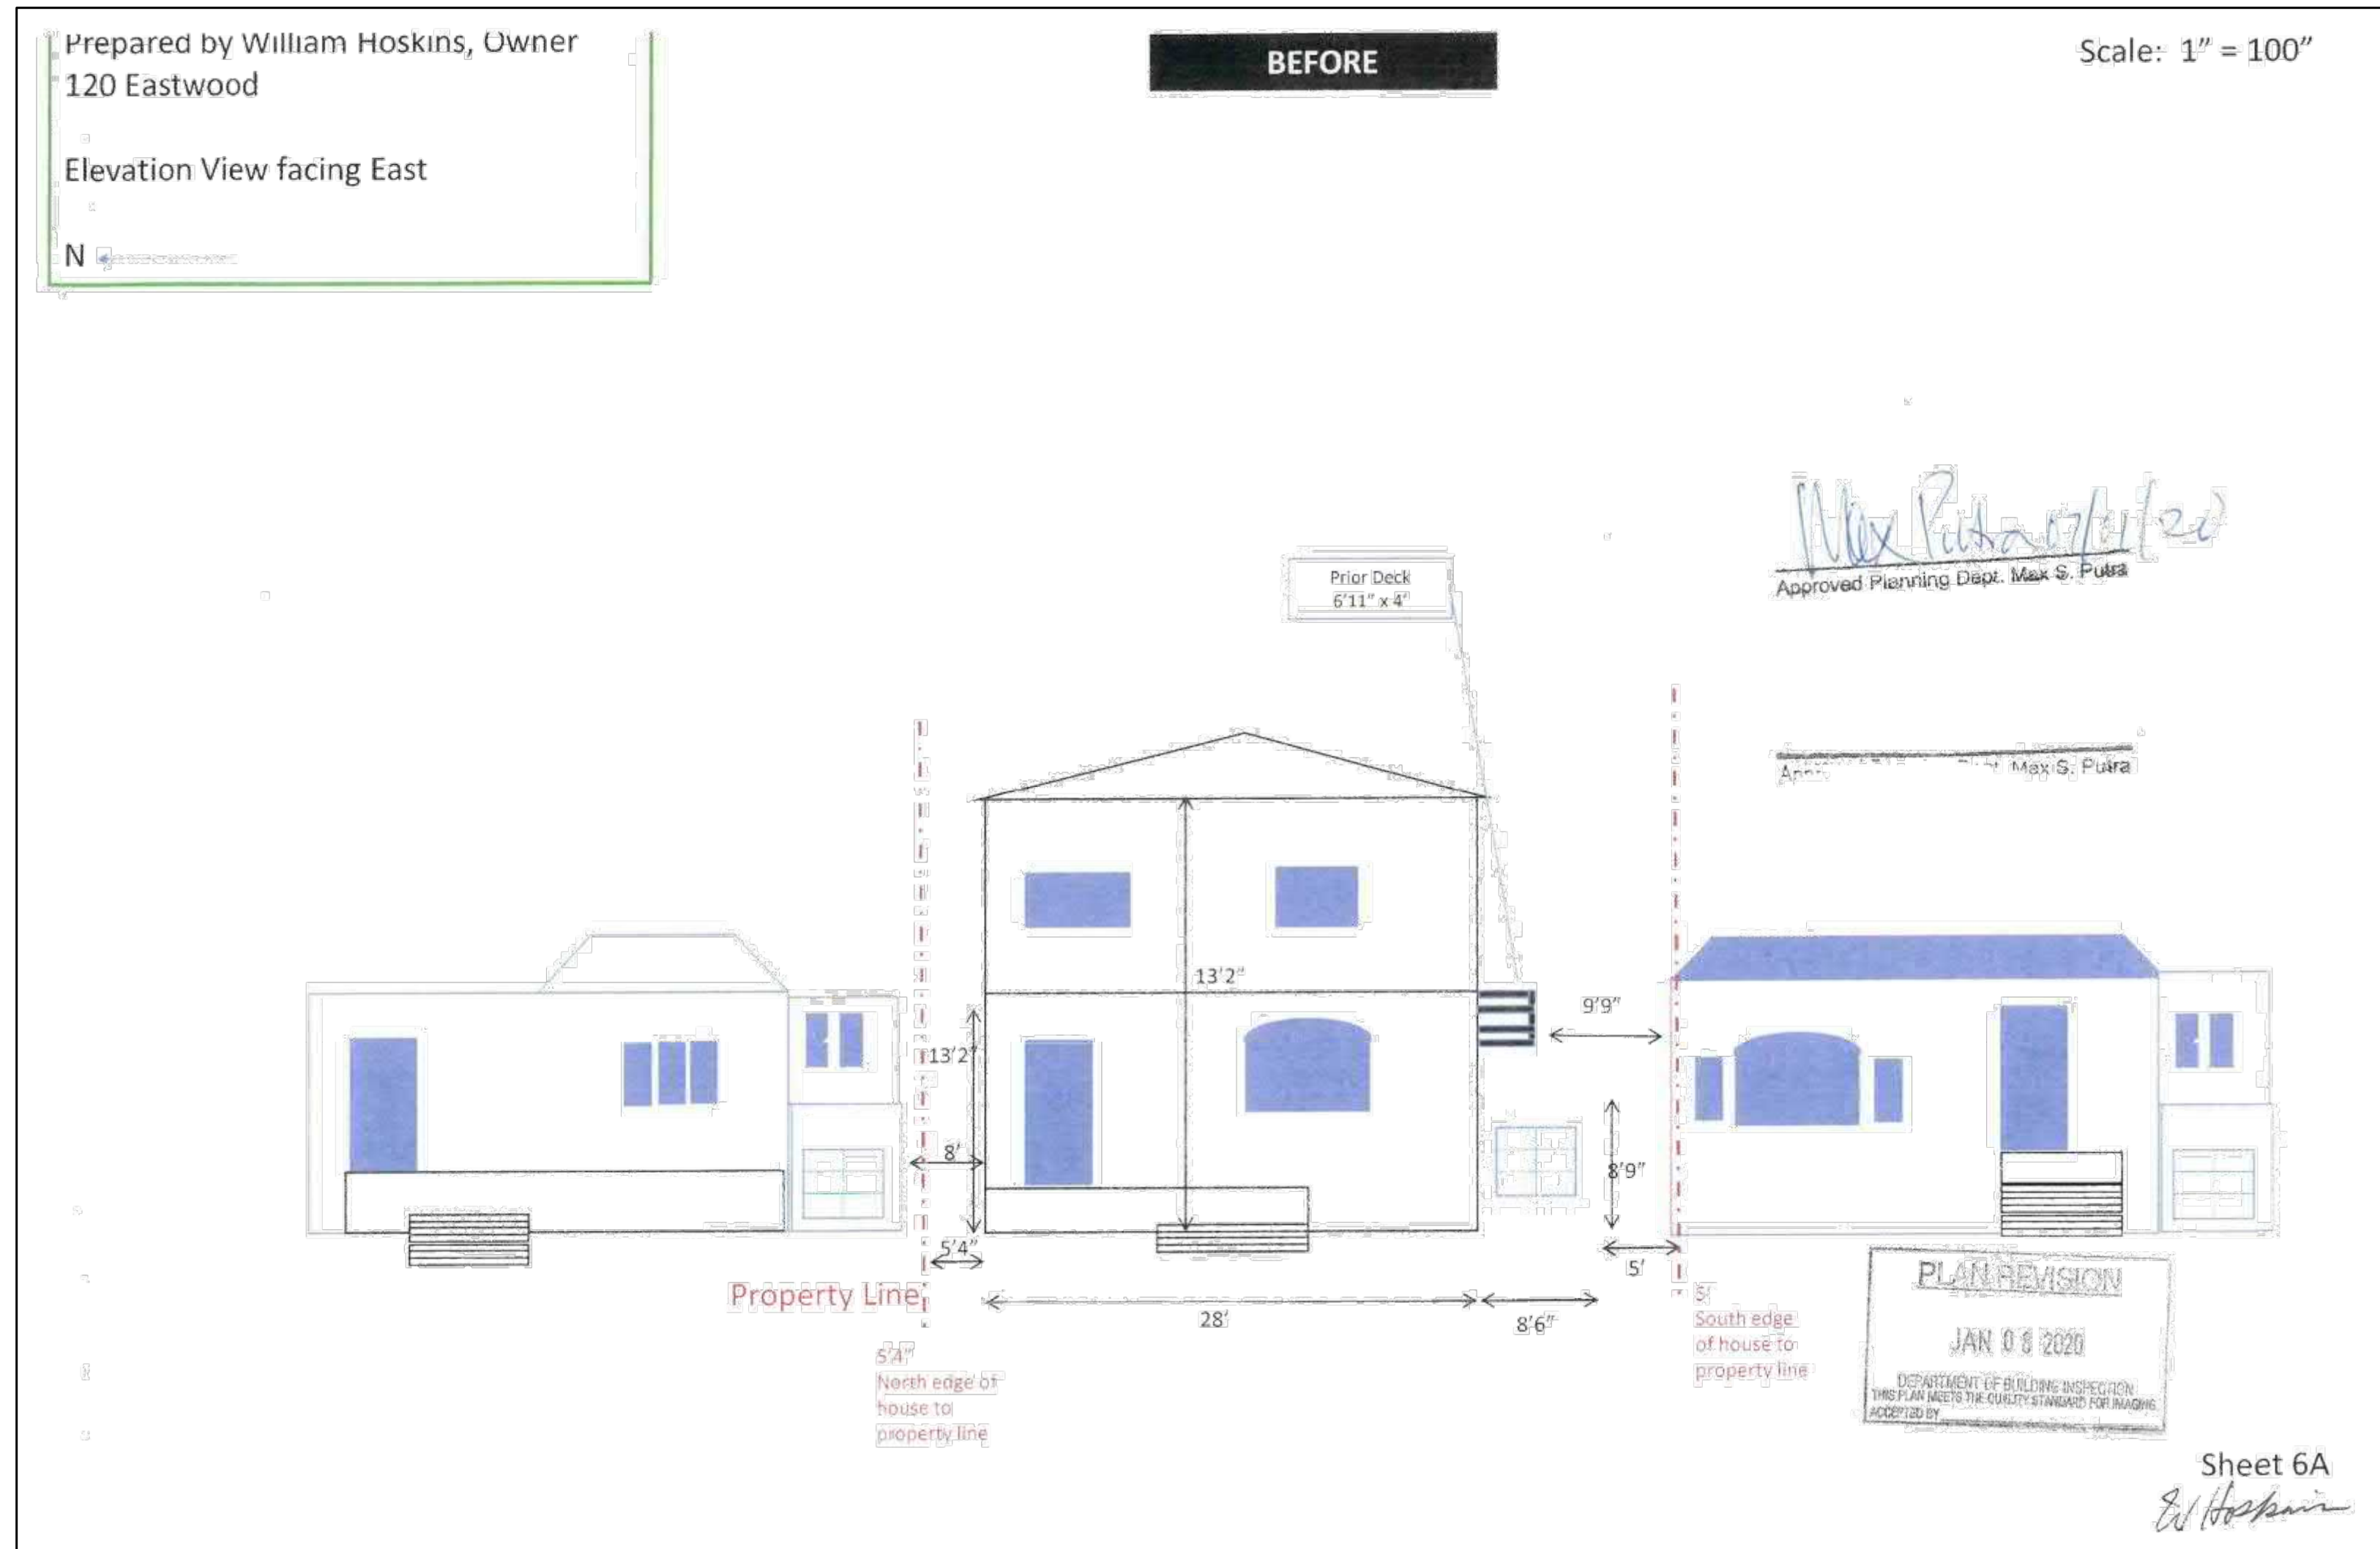 Prepared by William Hoskins, Owner
120 Eastwood
Elevation View facing East
N
BEFORE
Scale: 1" = 100"
Max Putra
Approved Planning Dept. Max S. Putra
Max S. Putra
Prior Deck
6'11" x 4'
13'2"
13'2"
9'9"
8'
8'9"
5'4"
5'
Property Line
28'
8'6"
5'4"
North edge of
house to
property line
5'
South edge
of house to
property line
PLAN REVISION
JAN 08 2020
DEPARTMENT OF BUILDING INSPECTION
THIS PLAN MEETS THE QUALITY STANDARD FOR IMAGING
ACCEPTED BY
Sheet 6A
W Hoskins